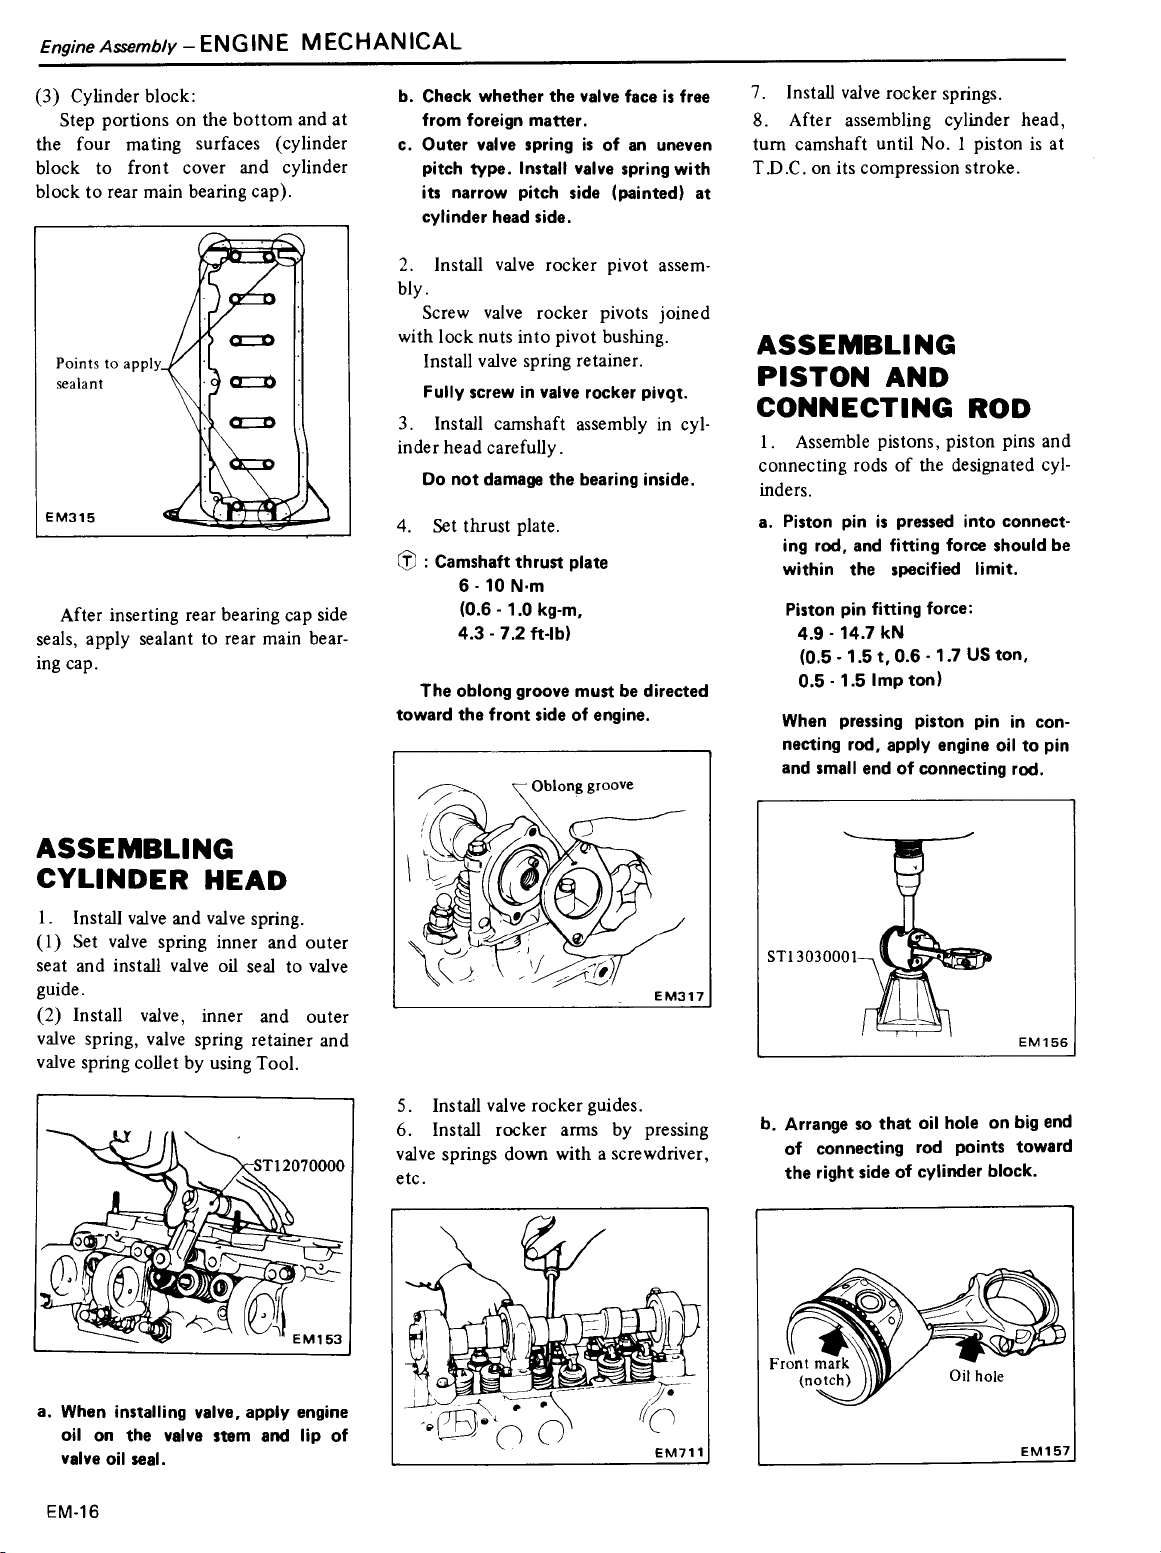 Engine Assembly – ENGINE MECHANICAL
(3) Cylinder block:
Step portions on the bottom and at
the four mating surfaces (cylinder
block to front cover and cylinder
block to rear main bearing cap).
Points to apply
sealant
EM315
After inserting rear bearing cap side
seals, apply sealant to rear main bear-
ing cap.
ASSEMBLING
CYLINDER HEAD
1. Install valve and valve spring.
(1) Set valve spring inner and outer
seat and install valve oil seal to valve
guide.
(2) Install valve, inner and outer
valve spring, valve spring retainer and
valve spring collet by using Tool.
ST12070000
EM153
a. When installing valve, apply engine
oil on the valve stem and lip of
valve oil seal.
b. Check whether the valve face is free
from foreign matter.
c. Outer valve spring is of an uneven
pitch type. Install valve spring with
its narrow pitch side (painted) at
cylinder head side.
2. Install valve rocker pivot assem-
bly.
Screw valve rocker pivots joined
with lock nuts into pivot bushing.
Install valve spring retainer.
Fully screw in valve rocker pivot.
3. Install camshaft assembly in cyl-
inder head carefully.
Do not damage the bearing inside.
4. Set thrust plate.
Ⓣ : Camshaft thrust plate
6 - 10 N·m
(0.6 - 1.0 kg-m,
4.3 - 7.2 ft-lb)
The oblong groove must be directed
toward the front side of engine.
Oblong groove
EM317
5. Install valve rocker guides.
6. Install rocker arms by pressing
valve springs down with a screwdriver,
etc.
EM711
7. Install valve rocker springs.
8. After assembling cylinder head,
turn camshaft until No. 1 piston is at
T.D.C. on its compression stroke.
ASSEMBLING
PISTON AND
CONNECTING ROD
1. Assemble pistons, piston pins and
connecting rods of the designated cyl-
inders.
a. Piston pin is pressed into connect-
ing rod, and fitting force should be
within the specified limit.
Piston pin fitting force:
4.9 - 14.7 kN
(0.5 - 1.5 t, 0.6 - 1.7 US ton,
0.5 - 1.5 Imp ton)
When pressing piston pin in con-
necting rod, apply engine oil to pin
and small end of connecting rod.
ST13030001
EM156
b. Arrange so that oil hole on big end
of connecting rod points toward
the right side of cylinder block.
Front mark
(notch)
Oil hole
EM157
EM-16